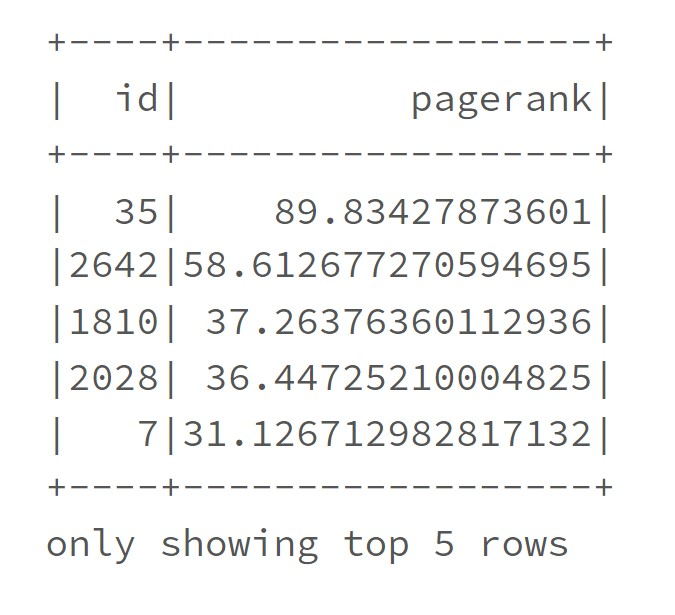 +----+------------------+
|  id|          pagerank|
+----+------------------+
|  35|    89.83427873601|
|2642|58.612677270594695|
|1810| 37.26376360112936|
|2028| 36.44725210004825|
|   7|31.126712982817132|
+----+------------------+
only showing top 5 rows